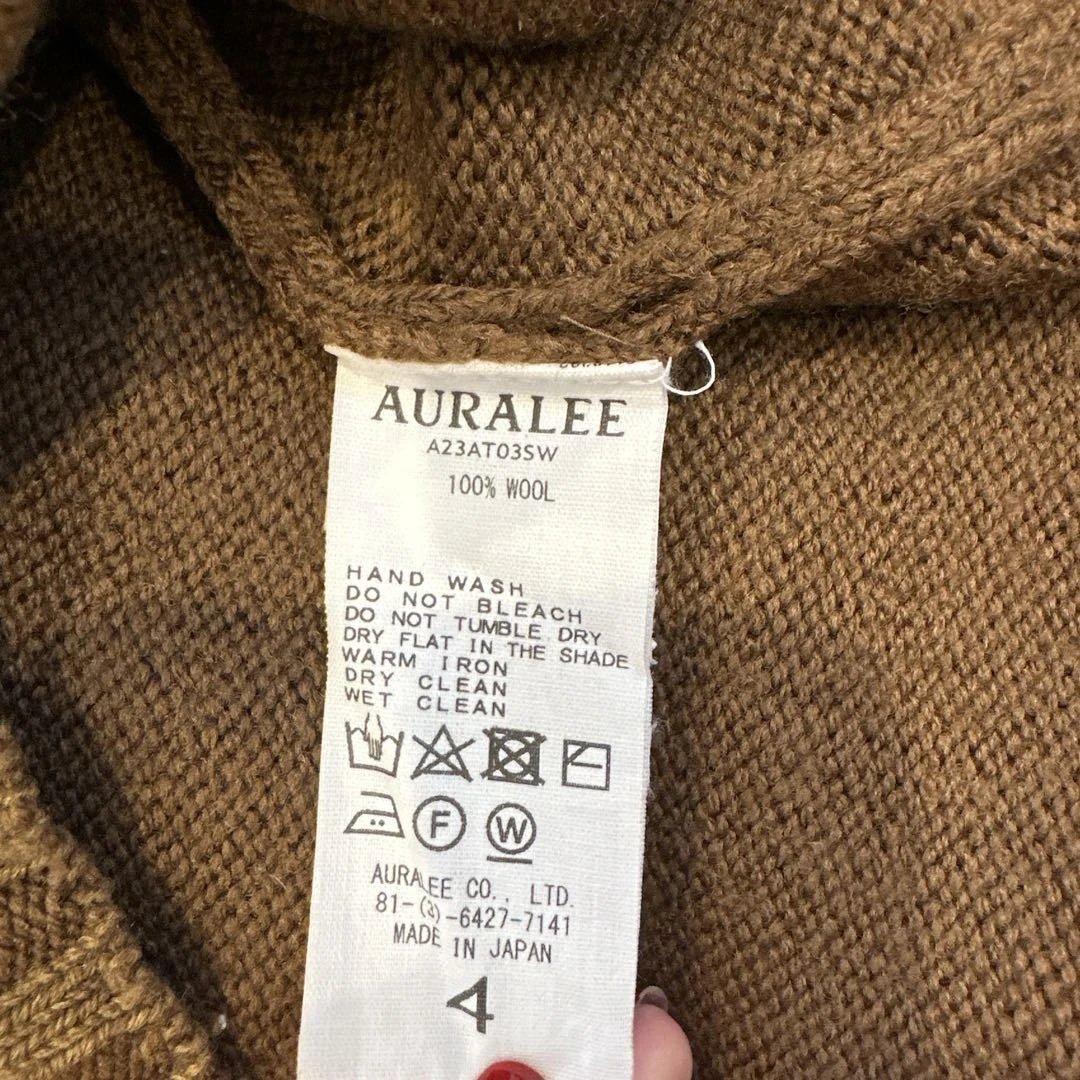 AURALEE
A23AT03SW
100% WOOL
HAND WASH
DO NOT BLEACH
DO NOT TUMBLE DRY
DRY FLAT IN THE SHADE
WARM IRON
DRY CLEAN
WET CLEAN
F W
AURALEE CO., LTD.
81-(3)-6427-7141
MADE IN JAPAN
4